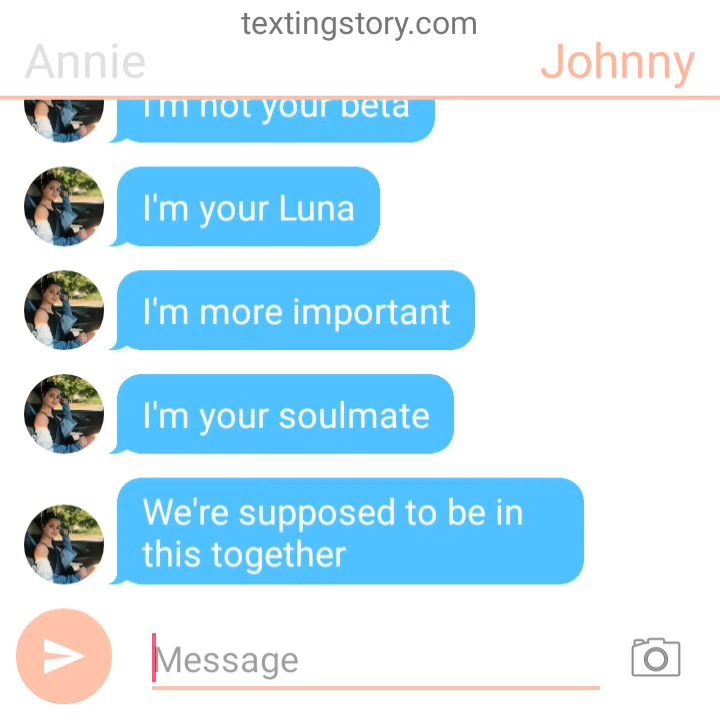 textingstory.com
Annie
Johnny
I'm not your beta
I'm your Luna
I'm more important
I'm your soulmate
We're supposed to be in
this together
Message